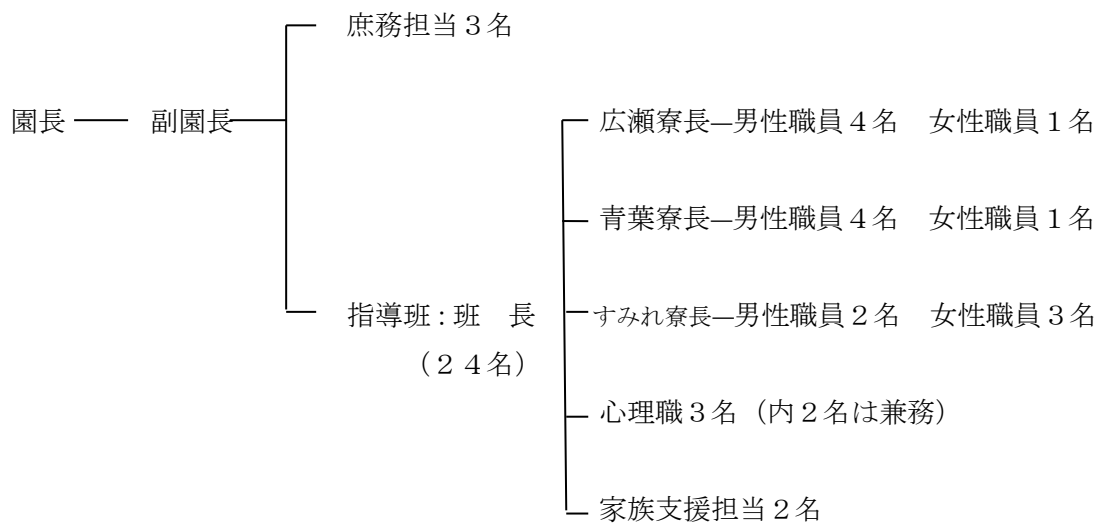 庶務担当３名
園長 ── 副園長
広瀬寮長─男性職員４名　女性職員１名
青葉寮長─男性職員４名　女性職員１名
指導班：班　長
（２４名）
すみれ寮長─男性職員２名　女性職員３名
心理職３名（内２名は兼務）
家族支援担当２名